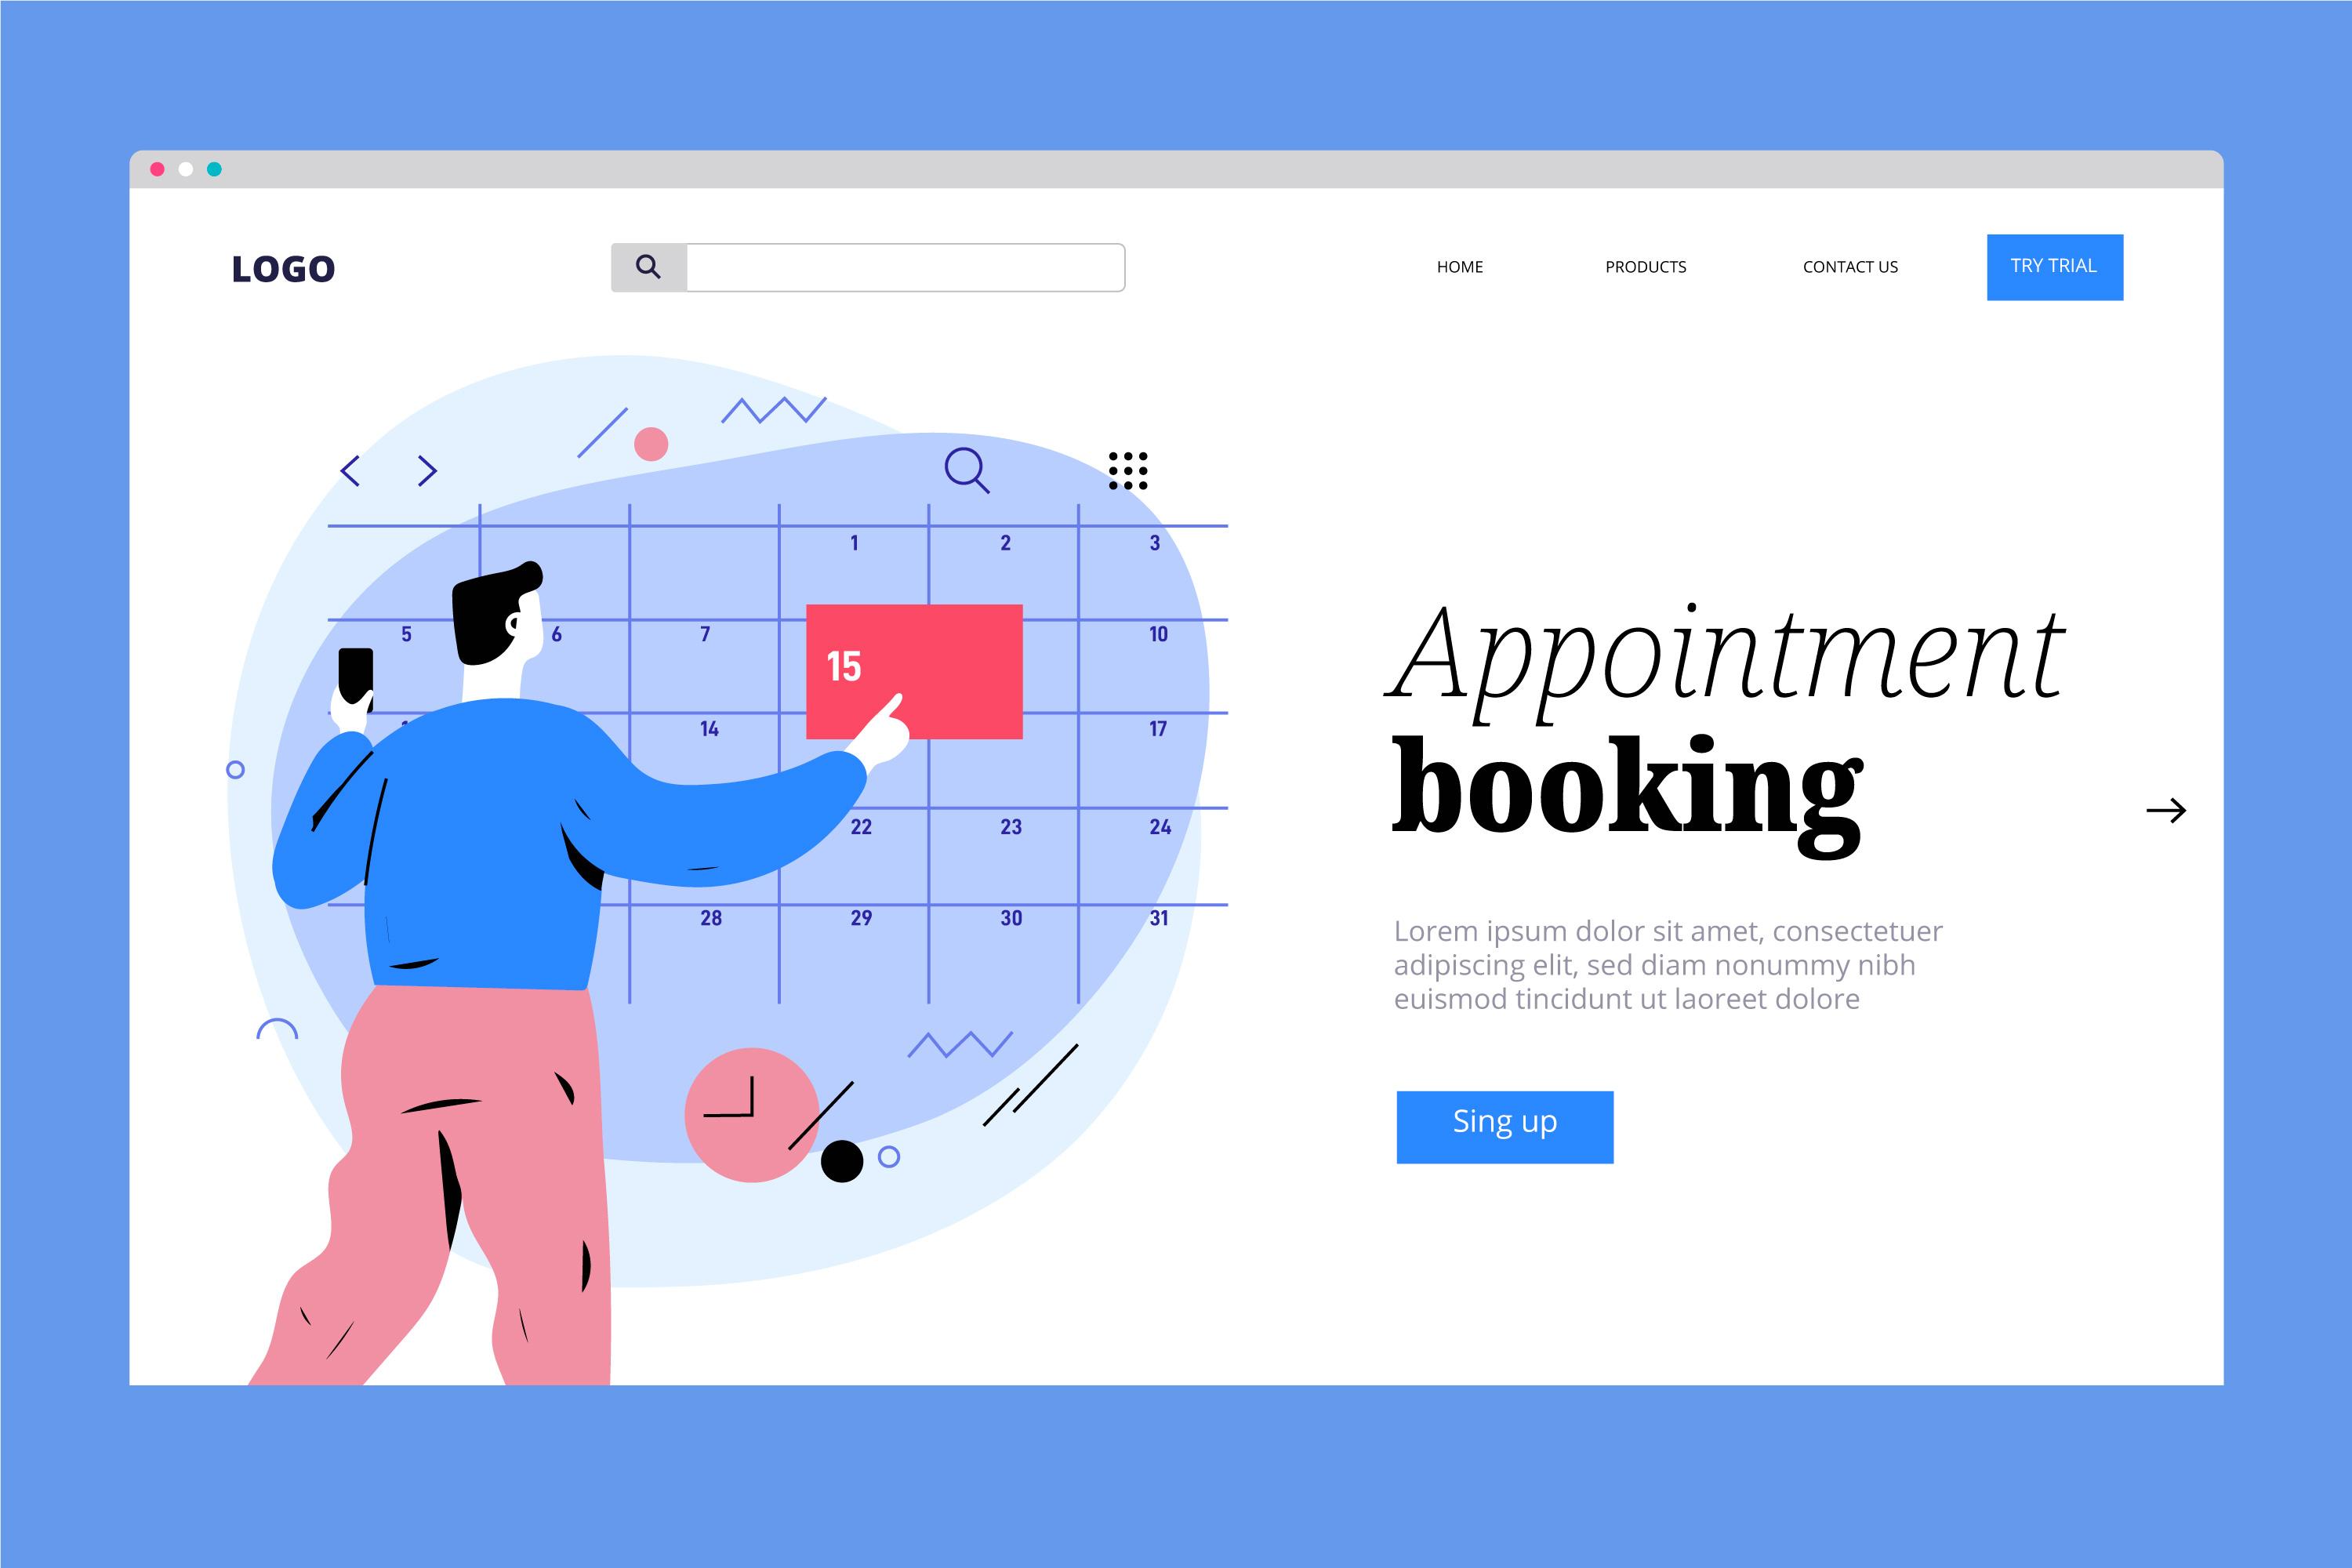 LOGO
HOME PRODUCTS CONTACT US TRY TRIAL
1 2 3
5 6 7 10
15
14 17
22 23 24
28 29 30 31
Appointment
booking
Lorem ipsum dolor sit amet, consectetuer
adipiscing elit, sed diam nonummy nibh
euismod tincidunt ut laoreet dolore
Sing up